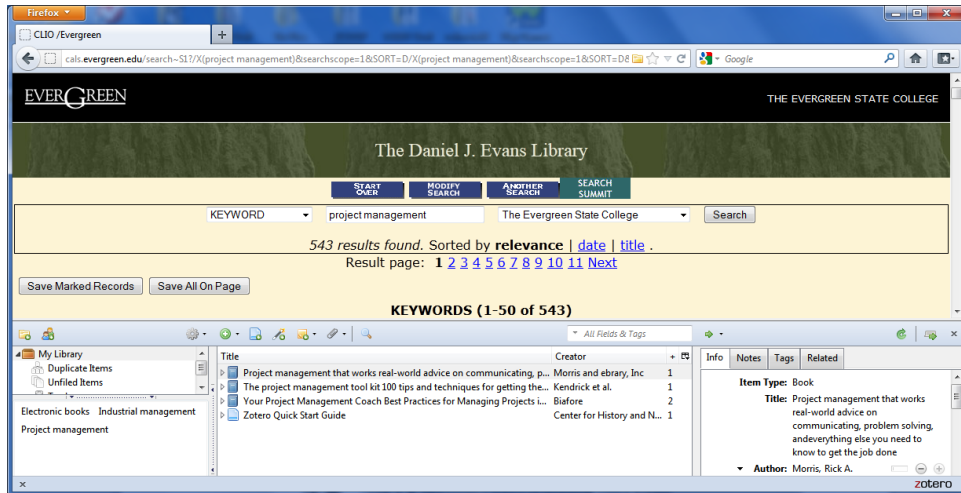 Firefox
CLIO /Evergreen
cals.evergreen.edu/search~S1?/X(project management)&searchscope=1&SORT=D/X(project management)&searchscope=1&SORT=D8
Google
EVERGREEN
THE EVERGREEN STATE COLLEGE
The Daniel J. Evans Library
START OVER
MODIFY SEARCH
ANOTHER SEARCH
SEARCH SUMMIT
KEYWORD project management The Evergreen State College Search
543 results found. Sorted by relevance | date | title .
Result page: 1 2 3 4 5 6 7 8 9 10 11 Next
Save Marked Records Save All On Page
KEYWORDS (1-50 of 543)
All Fields & Tags
My Library
Duplicate Items
Unfiled Items
Electronic books Industrial management
Project management
Title Creator +
Project management that works real-world advice on communicating, p... Morris and ebrary, Inc 1
The project management tool kit 100 tips and techniques for getting the... Kendrick et al. 1
Your Project Management Coach Best Practices for Managing Projects i... Biafore 2
Zotero Quick Start Guide Center for History and N... 1
Info Notes Tags Related
Item Type: Book
Title: Project management that works
real-world advice on
communicating, problem solving,
andeverything else you need to
know to get the job done
Author: Morris, Rick A.
zotero